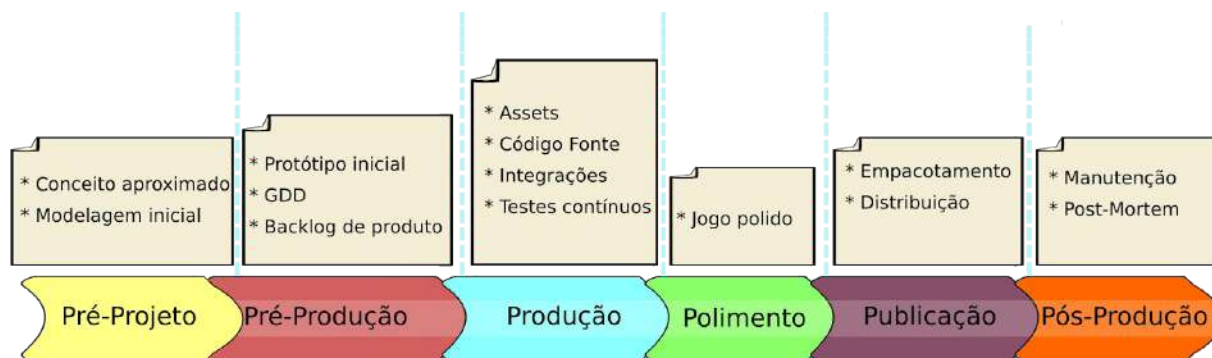 * Conceito aproximado
* Modelagem inicial
* Protótipo inicial
* GDD
* Backlog de produto
* Assets
* Código Fonte
* Integrações
* Testes contínuos
* Jogo polido
* Empacotamento
* Distribuição
* Manutenção
* Post-Mortem
Pré-Projeto
Pré-Produção
Produção
Polimento
Publicação
Pós-Produção